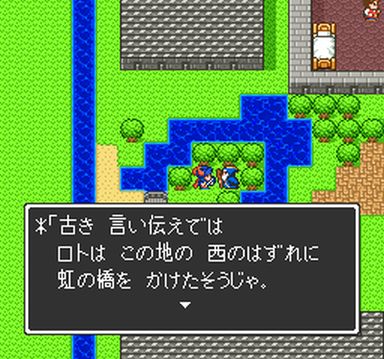 *「古き 言い伝えでは
ロトは この地の 西のはずれに
虹の橋を かけたそうじゃ。